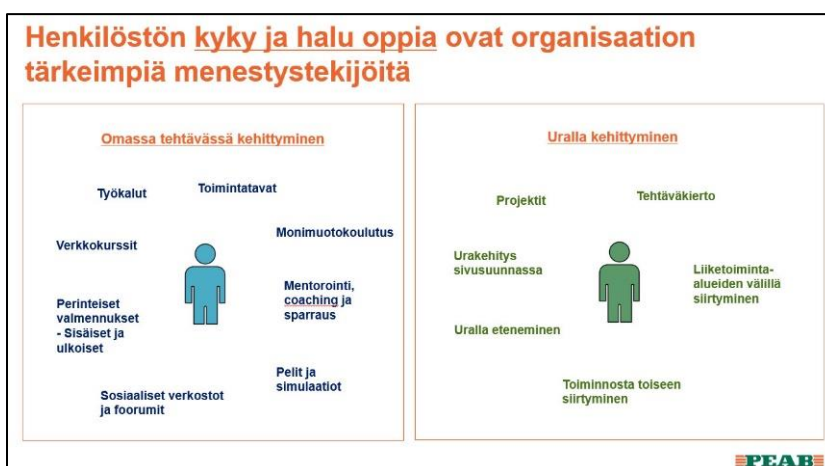 Henkilöstön kyky ja halu oppia ovat organisaation
tärkeimpiä menestystekijöitä
Omassa tehtävässä kehittyminen
Työkalut
Toimintatavat
Verkkokurssit
Monimuotokoulutus
Perinteiset
valmennukset
- Sisäiset ja
ulkoiset
Mentorointi,
coaching ja
sparraus
Pelit ja
simulaatiot
Sosiaaliset verkostot
ja foorumit
Uralla kehittyminen
Projektit
Tehtäväkierto
Urakehitys
sivusuunnassa
Liiketoiminta-
alueiden välillä
siirtyminen
Uralla eteneminen
Toiminnosta toiseen
siirtyminen
PEAB